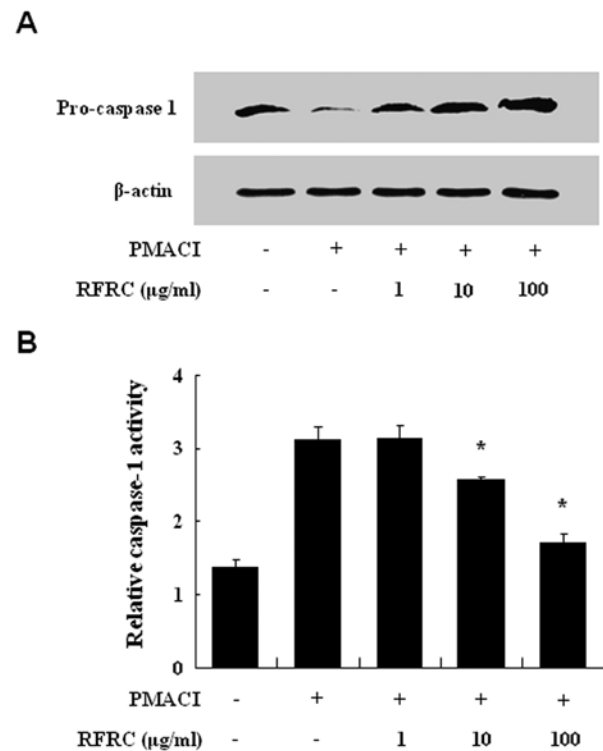 A
Pro-caspase 1
β-actin
PMACI - + + + +
RFRC (μg/ml) - - 1 10 100
B
Relative caspase-1 activity
4
3
2
1
0
*
*
PMACI - + + + +
RFRC (μg/ml) - - 1 10 100